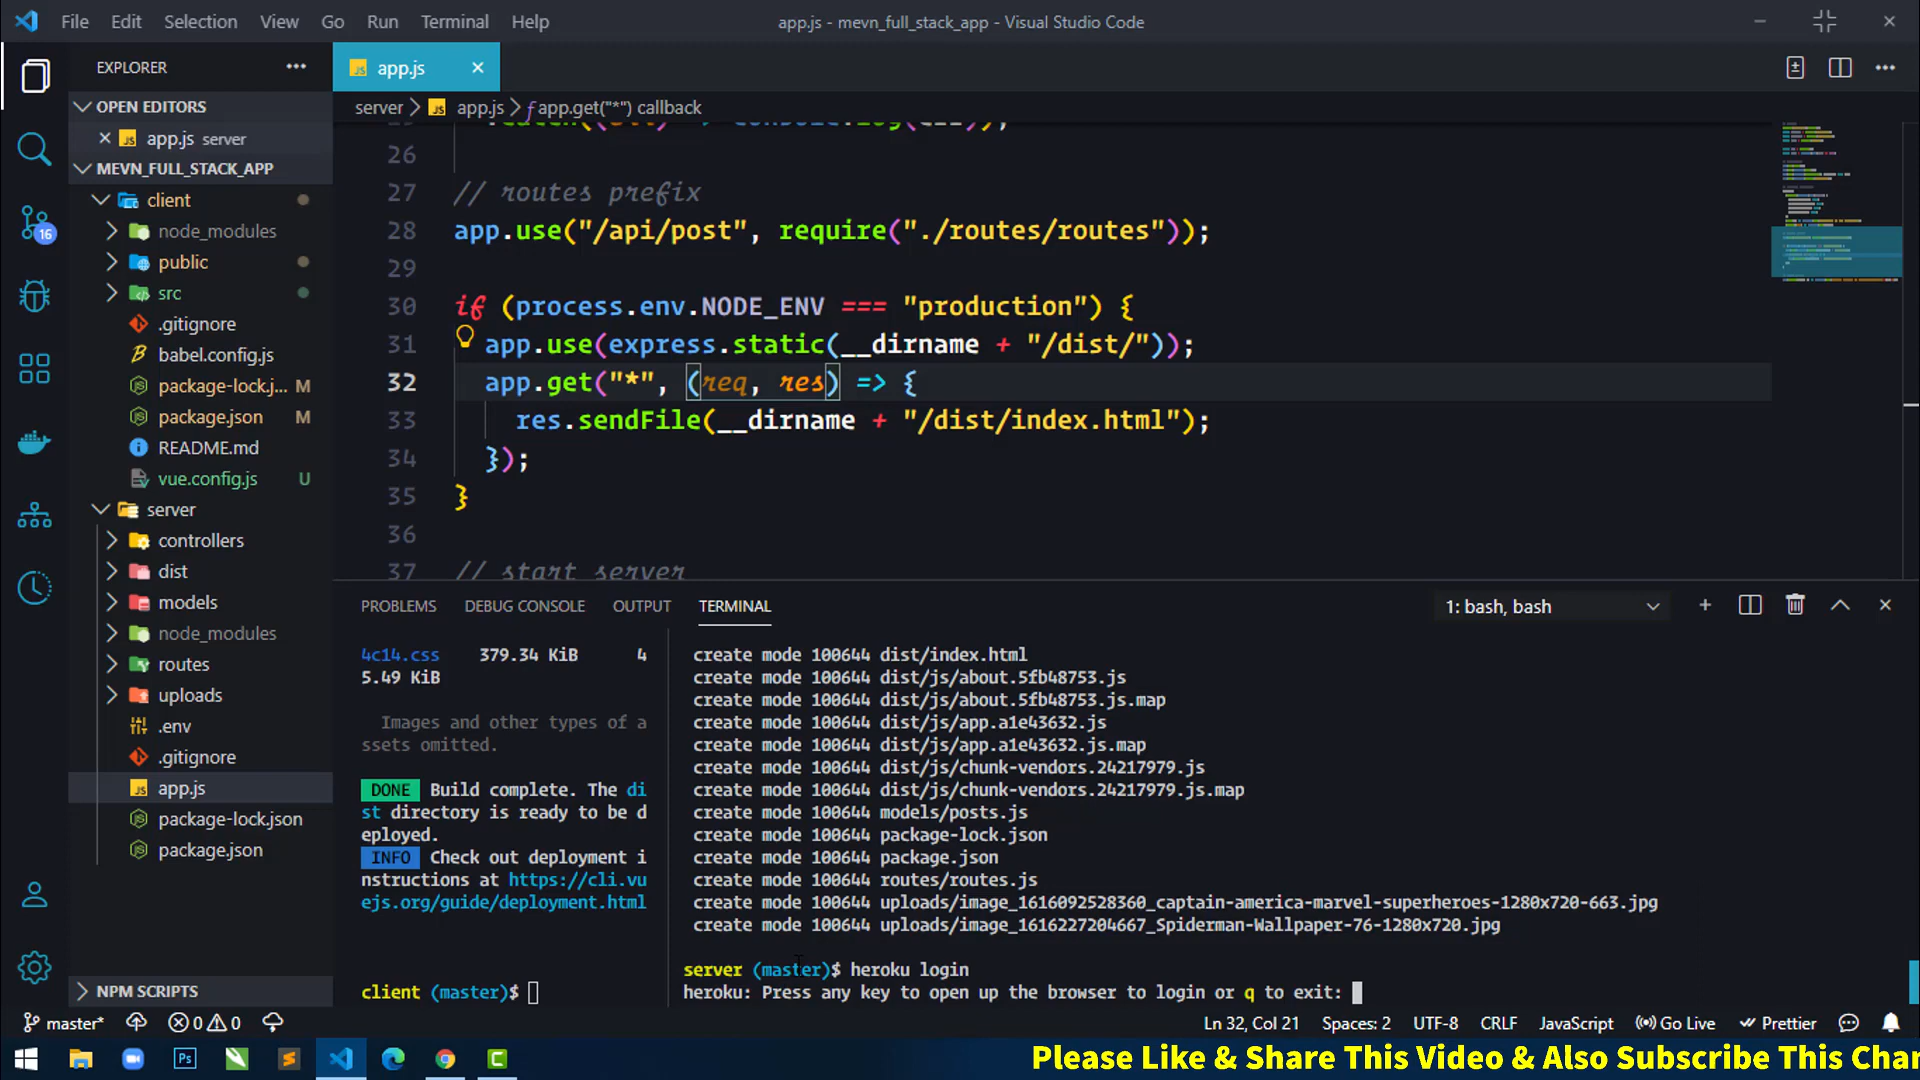 File Edit Selection View Go Run Terminal Help
app.js - mevn_full_stack_app - Visual Studio Code
EXPLORER
OPEN EDITORS
app.js server
MEVN_FULL_STACK_APP
client
node_modules
public
src
.gitignore
babel.config.js
package-lock.j... M
package.json M
README.md
vue.config.js U
server
controllers
dist
models
node_modules
routes
uploads
.env
.gitignore
app.js
package-lock.json
package.json
NPM SCRIPTS
16
app.js
server app.js app.get("*") callback
26
27 // routes prefix
28 app.use("/api/post", require("./routes/routes"));
29
30 if (process.env.NODE_ENV === "production") {
31 app.use(express.static(__dirname + "/dist/"));
32 app.get("*", (req, res) => {
33 res.sendFile(__dirname + "/dist/index.html");
34 });
35 }
36
37 // start server
PROBLEMS DEBUG CONSOLE OUTPUT TERMINAL
1: bash, bash
4c14.css 379.34 KiB 4
5.49 KiB
Images and other types of a
ssets omitted.
DONE Build complete. The di
st directory is ready to be d
eployed.
INFO Check out deployment i
nstructions at https://cli.vu
ejs.org/guide/deployment.html
client (master)$
create mode 100644 dist/index.html
create mode 100644 dist/js/about.5fb48753.js
create mode 100644 dist/js/about.5fb48753.js.map
create mode 100644 dist/js/app.a1e43632.js
create mode 100644 dist/js/app.a1e43632.js.map
create mode 100644 dist/js/chunk-vendors.24217979.js
create mode 100644 dist/js/chunk-vendors.24217979.js.map
create mode 100644 models/posts.js
create mode 100644 package-lock.json
create mode 100644 package.json
create mode 100644 routes/routes.js
create mode 100644 uploads/image_1616092528360_captain-america-marvel-superheroes-1280x720-663.jpg
create mode 100644 uploads/image_1616227204667_Spiderman-Wallpaper-76-1280x720.jpg
server (master)$ heroku login
heroku: Press any key to open up the browser to login or q to exit:
master* 0 0
Ln 32, Col 21 Spaces: 2 UTF-8 CRLF JavaScript Go Live Prettier
Please Like & Share This Video & Also Subscribe This Chan